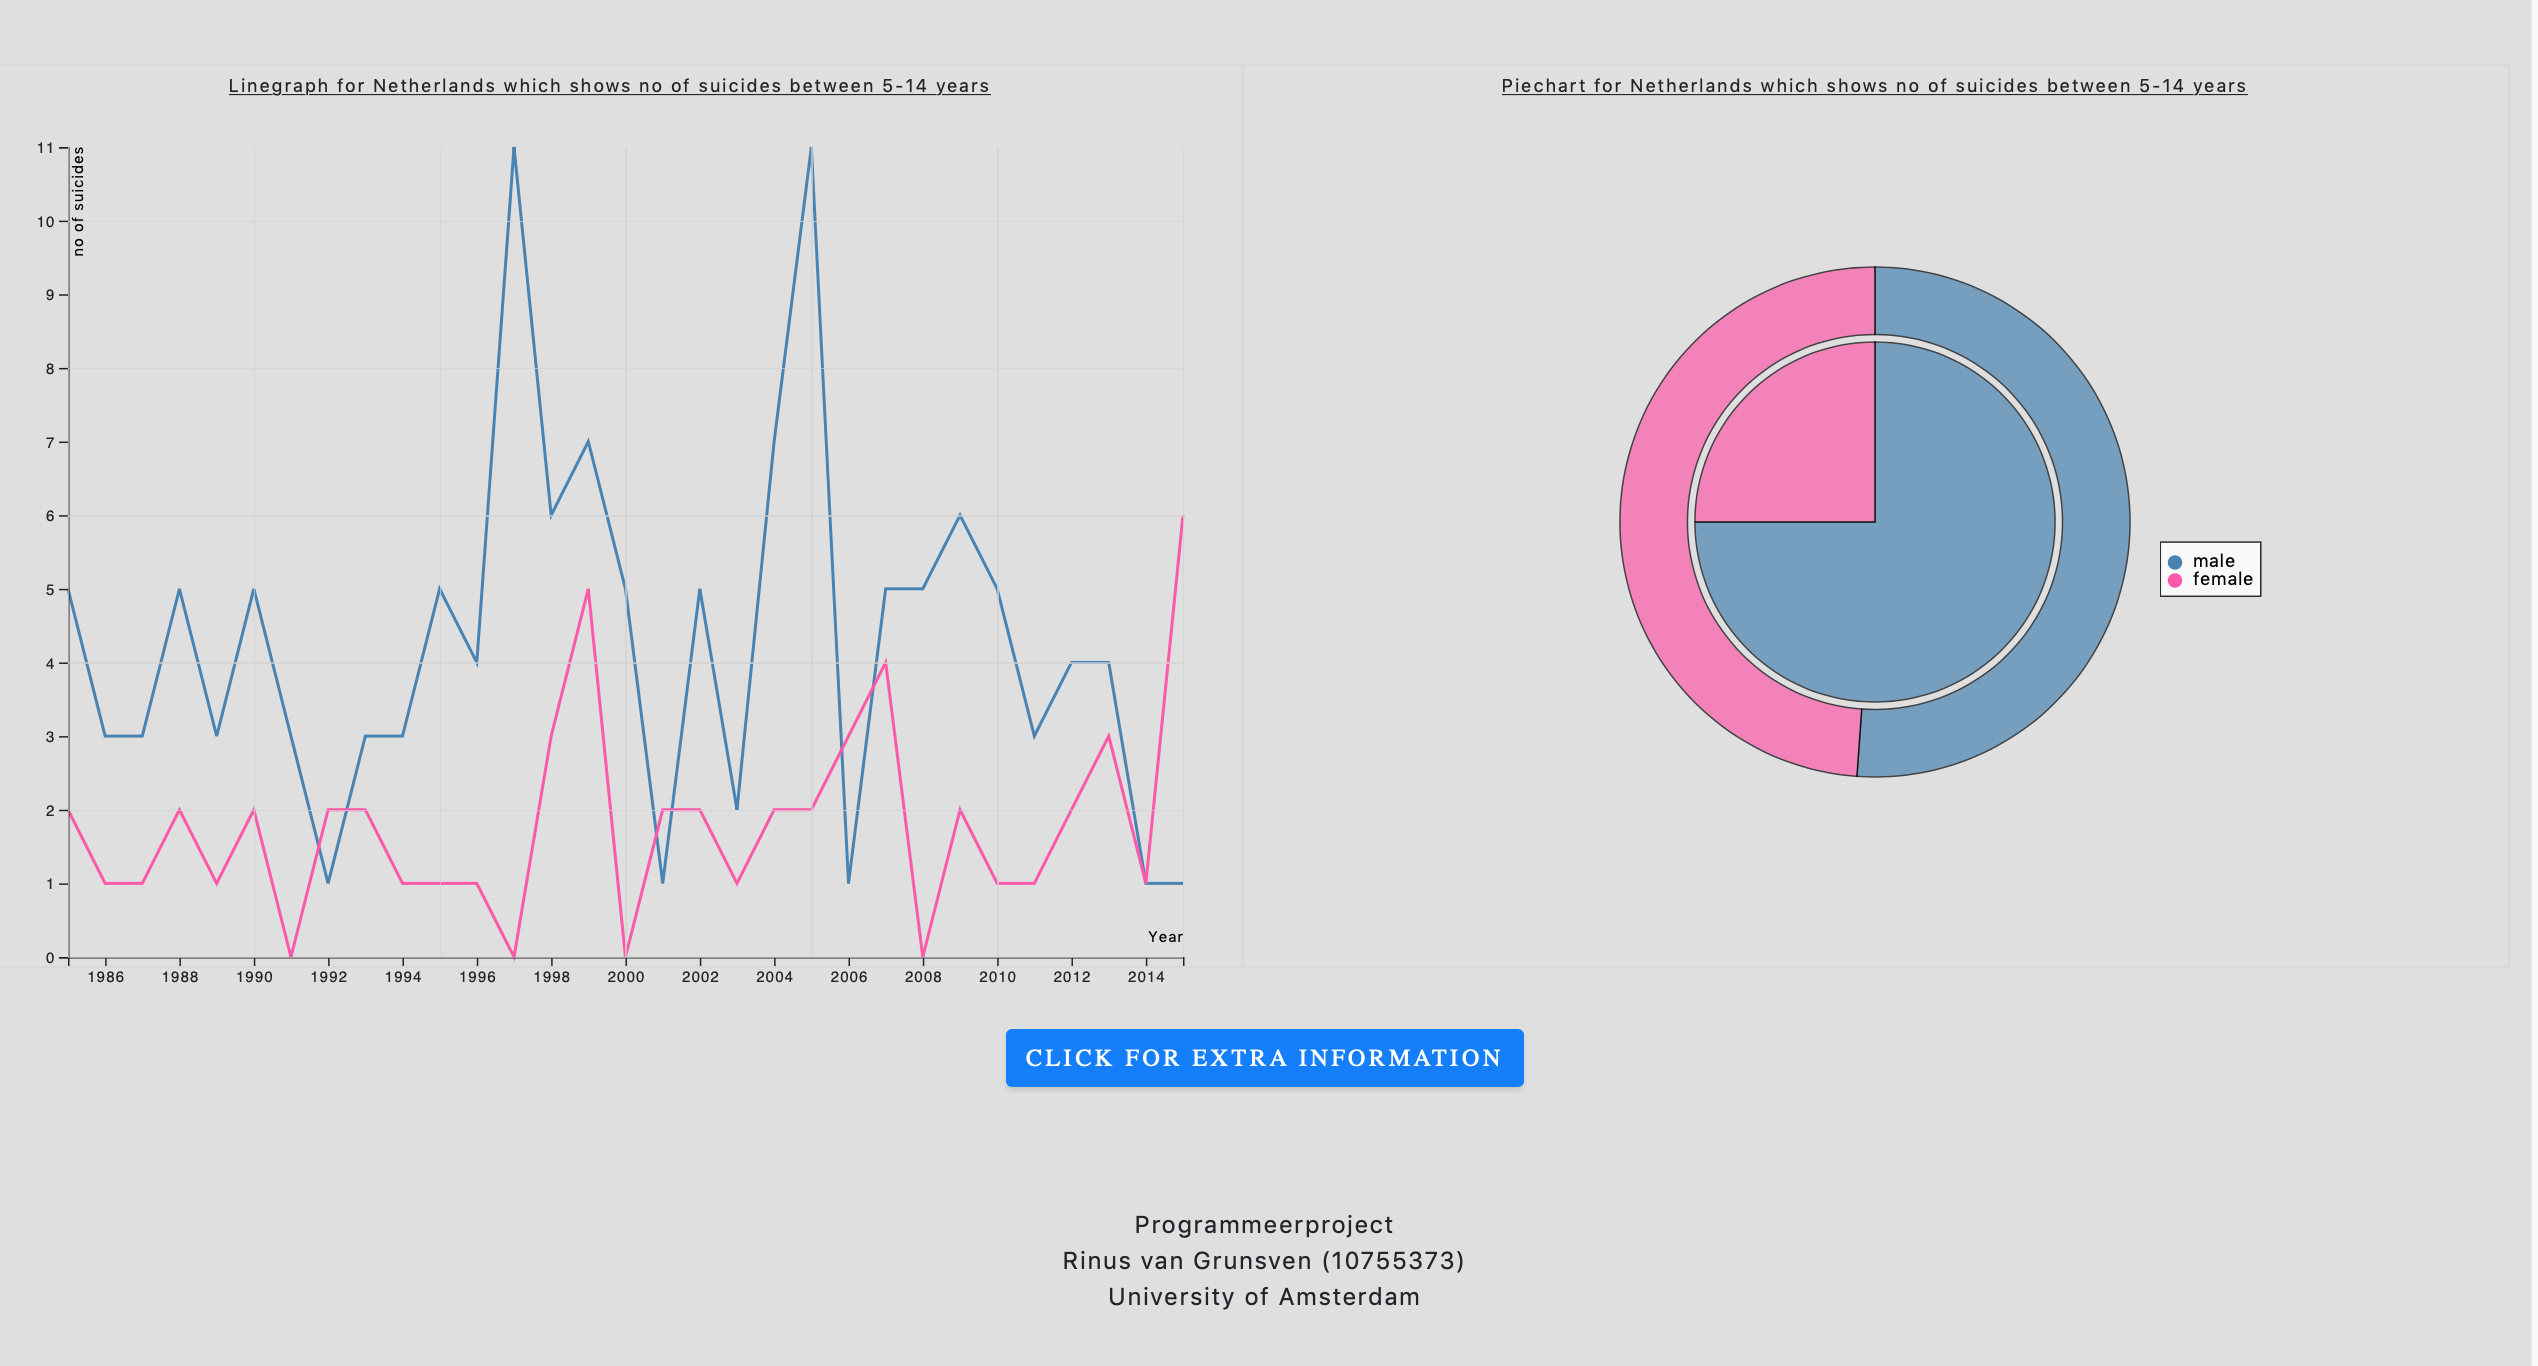 Linegraph for Netherlands which shows no of suicides between 5-14 years
11
10
9
8
7
6
5
4
3
2
1
0
no of suicides
Year
1986 1988 1990 1992 1994 1996 1998 2000 2002 2004 2006 2008 2010 2012 2014
Piechart for Netherlands which shows no of suicides between 5-14 years
male
female
CLICK FOR EXTRA INFORMATION
Programmeerproject
Rinus van Grunsven (10755373)
University of Amsterdam